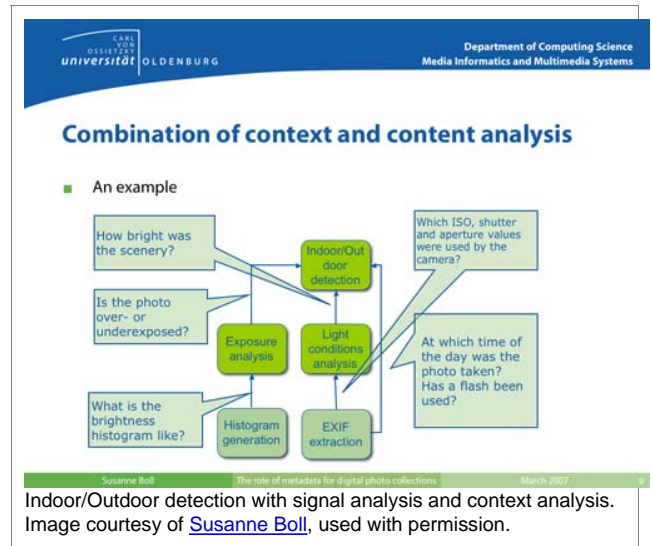 CARL
VON
OSSIETZKY
universität OLDENBURG
Department of Computing Science
Media Informatics and Multimedia Systems
Combination of context and content analysis
An example
How bright was
the scenery?
Which ISO, shutter
and aperture values
were used by the
camera?
Indoor/Out
door
detection
Is the photo
over- or
underexposed?
Exposure
analysis
Light
conditions
analysis
At which time of
the day was the
photo taken?
Has a flash been
used?
What is the
brightness
histogram like?
Histogram
generation
EXIF
extraction
Susanne Boll
The role of metadata for digital photo collections
March 2007
9
Indoor/Outdoor detection with signal analysis and context analysis.
Image courtesy of Susanne Boll, used with permission.